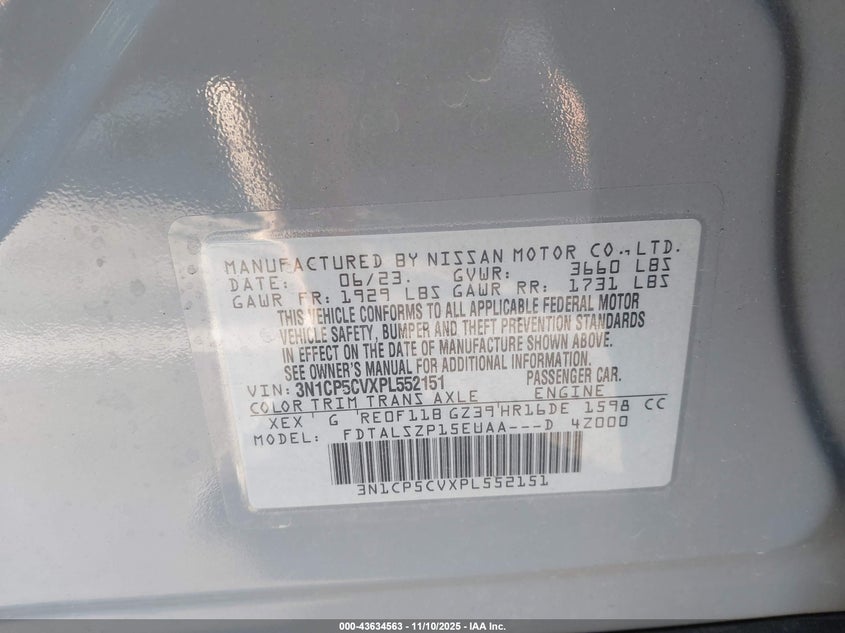 MANUFACTURED BY NISSAN MOTOR CO.,LTD.
DATE: 06/23. GVWR: 3660 LBS
GAWR FR: 1929 LBS GAWR RR: 1731 LBS
THIS VEHICLE CONFORMS TO ALL APPLICABLE FEDERAL MOTOR
VEHICLE SAFETY, BUMPER AND THEFT PREVENTION STANDARDS
IN EFFECT ON THE DATE OF MANUFACTURE SHOWN ABOVE.
SEE OWNER'S MANUAL FOR ADDITIONAL INFORMATION.
VIN: 3N1CP5CVXPL552151 PASSENGER CAR.
COLOR TRIM TRANS AXLE ENGINE
XEX G RE0F11B GZ39 HR16DE 1598 CC
MODEL: FDTALSZP15EUAA---D 4Z000
3N1CP5CVXPL552151
000-43634563 — 11/10/2025 — IAA Inc.